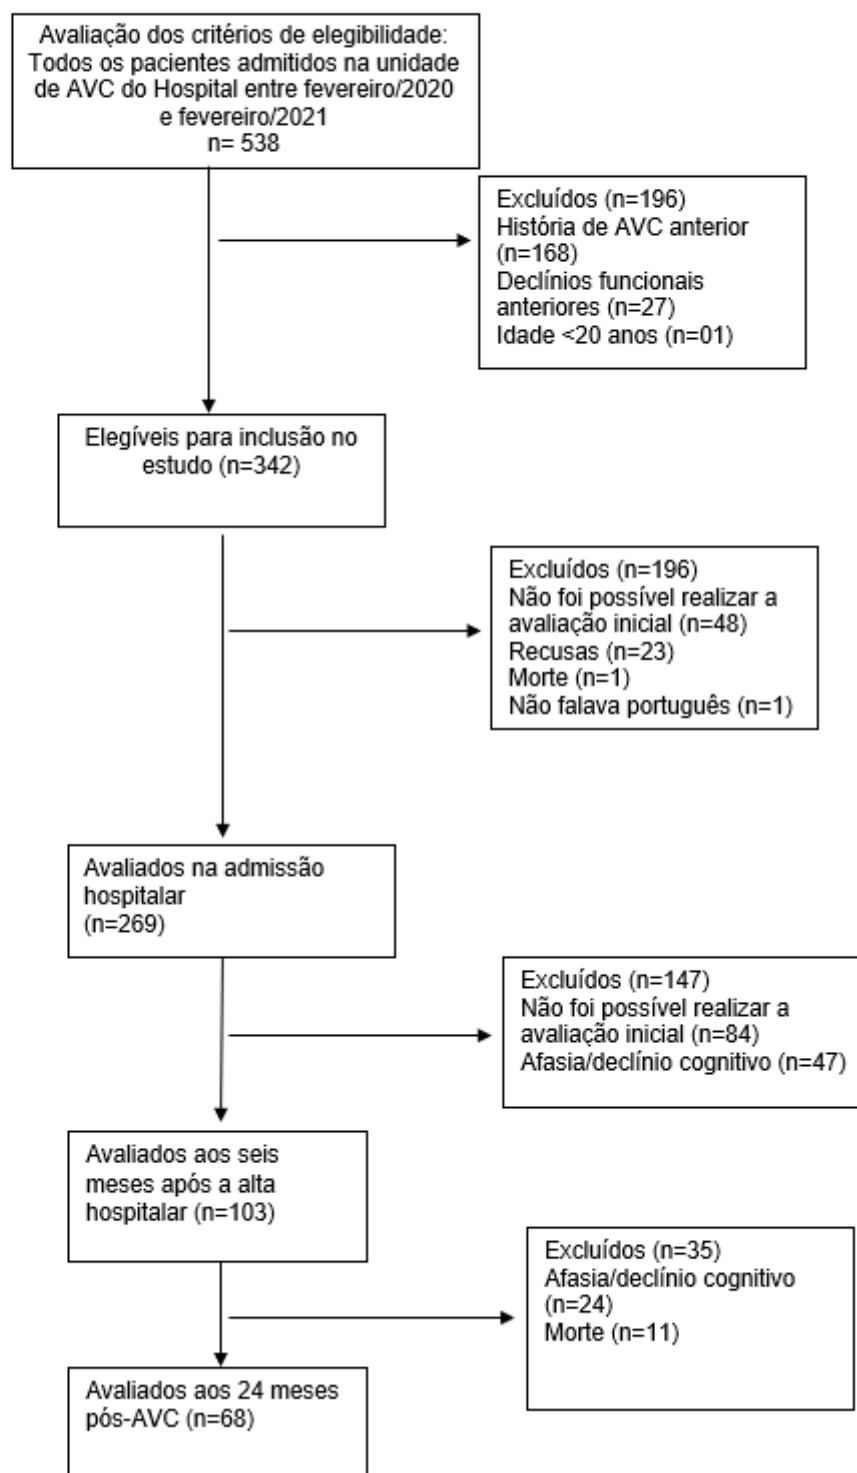 Avaliação dos critérios de elegibilidade:
Todos os pacientes admitidos na unidade
de AVC do Hospital entre fevereiro/2020
e fevereiro/2021
n= 538
Excluídos (n=196)
História de AVC anterior
(n=168)
Declínios funcionais
anteriores (n=27)
Idade <20 anos (n=01)
Elegíveis para inclusão no
estudo (n=342)
Excluídos (n=196)
Não foi possível realizar a
avaliação inicial (n=48)
Recusas (n=23)
Morte (n=1)
Não falava português (n=1)
Avaliados na admissão
hospitalar
(n=269)
Excluídos (n=147)
Não foi possível realizar a
avaliação inicial (n=84)
Afasia/declínio cognitivo (n=47)
Avaliados aos seis
meses após a alta
hospitalar (n=103)
Excluídos (n=35)
Afasia/declínio cognitivo
(n=24)
Morte (n=11)
Avaliados aos 24 meses
pós-AVC (n=68)